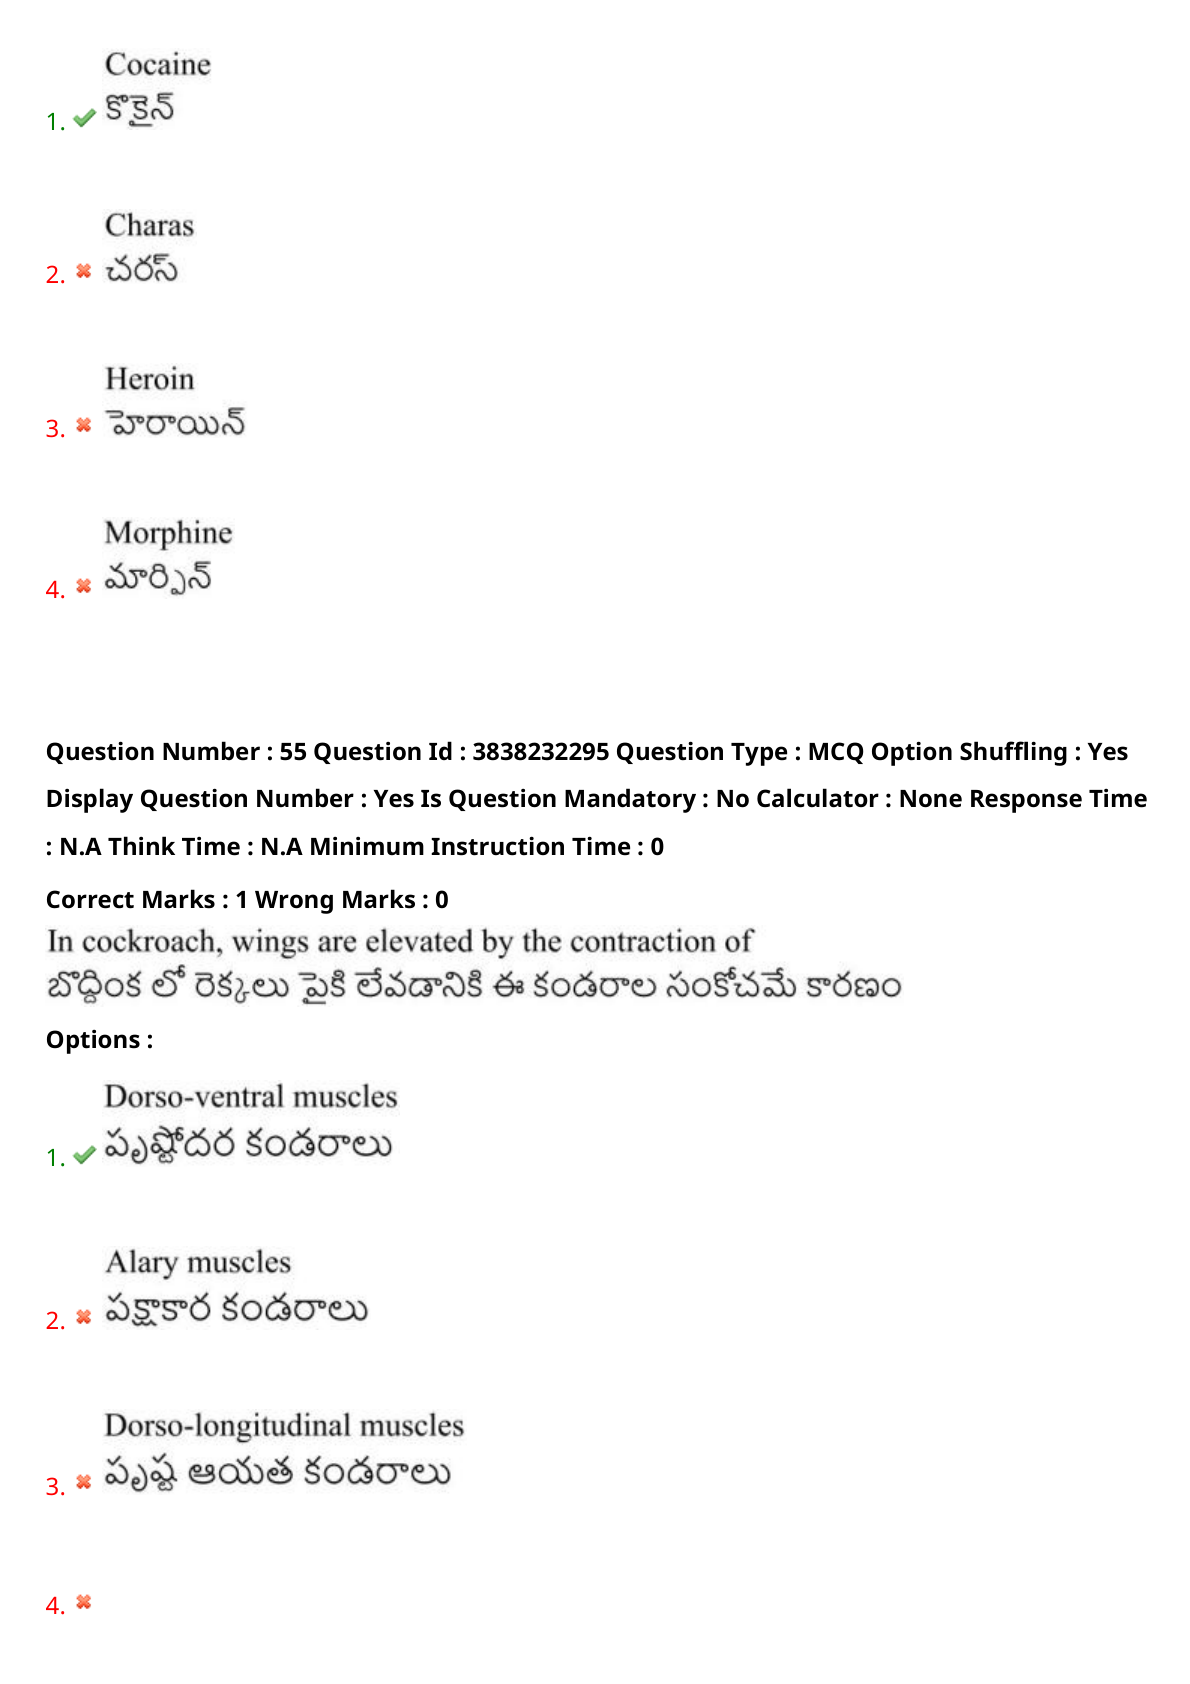 Cocaine
1. కొకైన్
Charas
2. చరస్
Heroin
3. హెరాయిన్
Morphine
4. మార్ఫిన్
Question Number : 55 Question Id : 3838232295 Question Type : MCQ Option Shuffling : Yes
Display Question Number : Yes Is Question Mandatory : No Calculator : None Response Time
: N.A Think Time : N.A Minimum Instruction Time : 0
Correct Marks : 1 Wrong Marks : 0
In cockroach, wings are elevated by the contraction of
బొద్దింక లో రెక్కలు పైకి లేవడానికి ఈ కండరాల సంకోచమే కారణం
Options :
Dorso-ventral muscles
1. పృష్టోదర కండరాలు
Alary muscles
2. పక్షాకార కండరాలు
Dorso-longitudinal muscles
3. పృష్ట ఆయత కండరాలు
4.